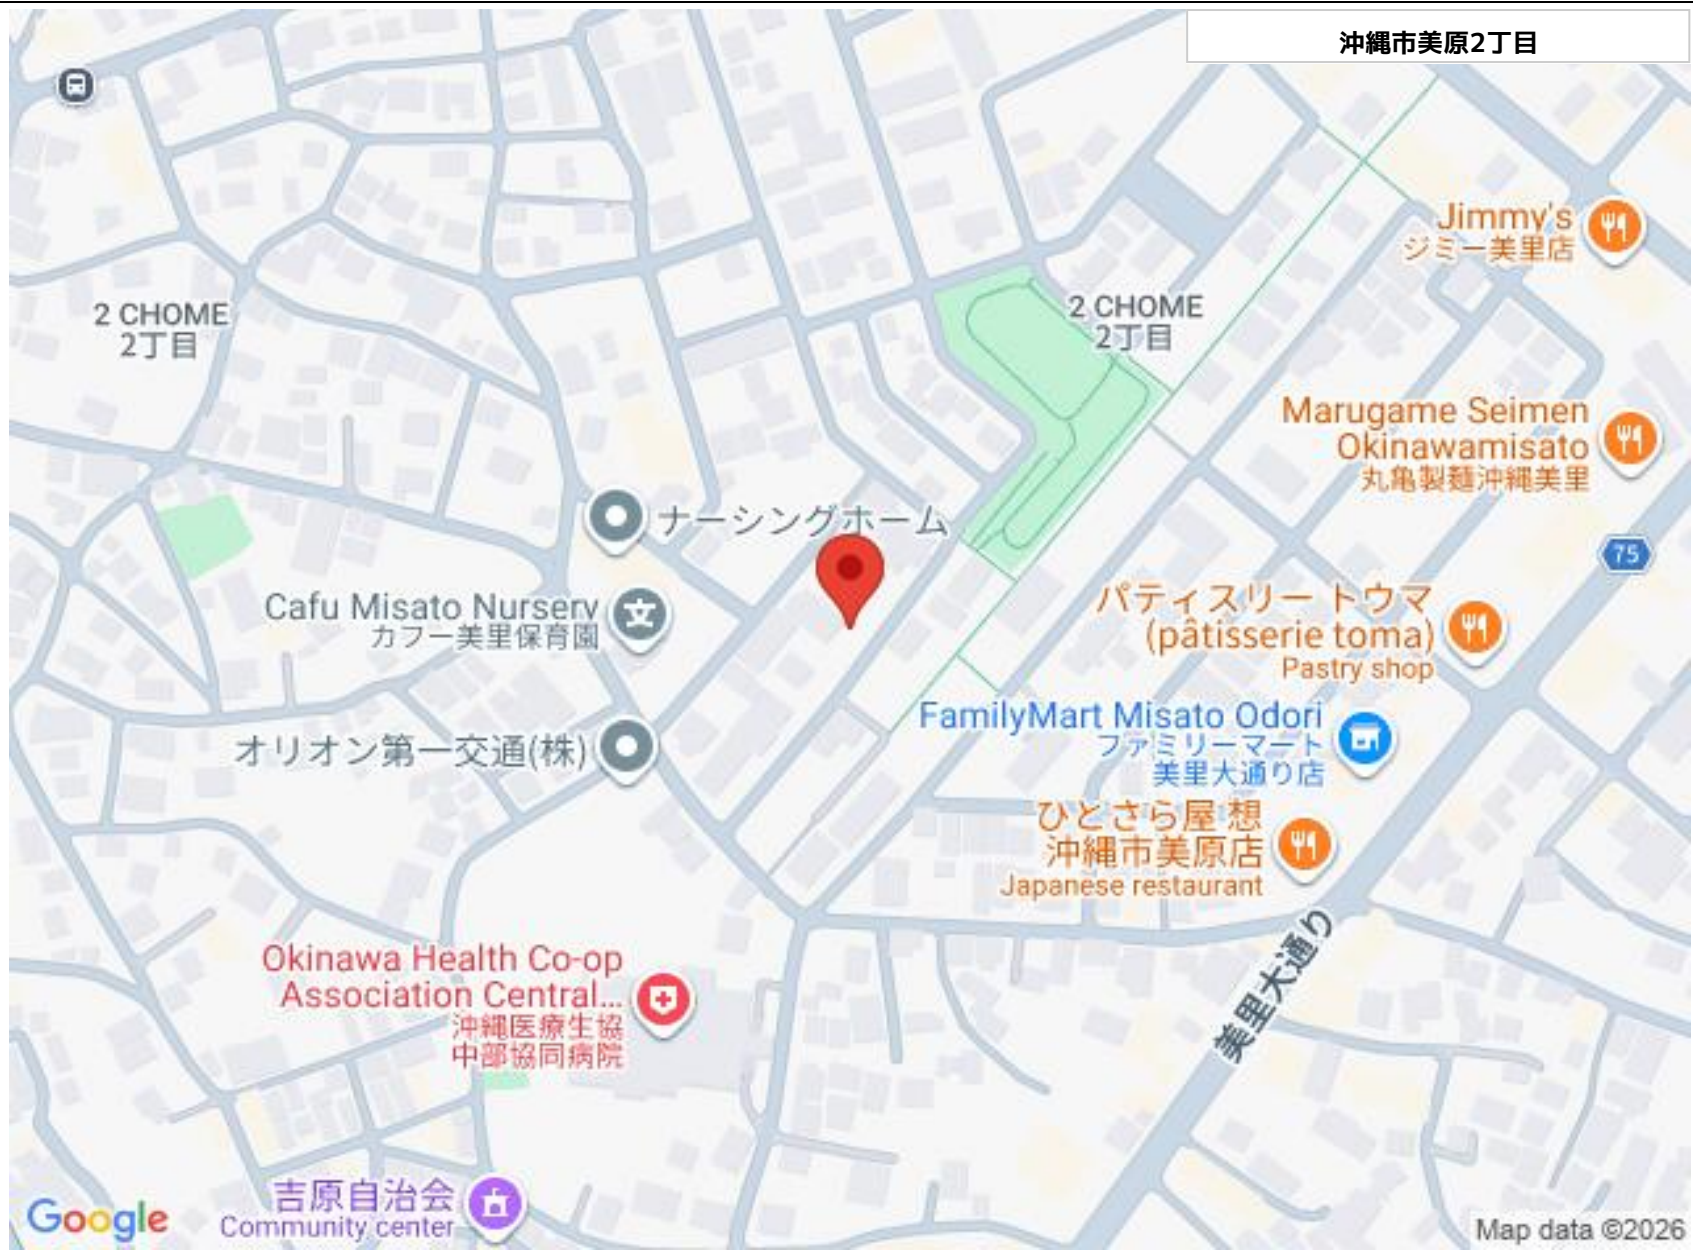 沖縄市美原2丁目
Jimmy's
ジミー美里店
2 CHOME
2丁目
2 CHOME
2丁目
Marugame Seimen
Okinawamisato
丸亀製麺沖縄美里
ナーシングホーム
75
Cafu Misato Nursery
カフー美里保育園
パティスリー トウマ
(pâtisserie toma)
Pastry shop
FamilyMart Misato Odori
ファミリーマート
美里大通り店
オリオン第一交通(株)
ひとさら屋 想
沖縄市美原店
Japanese restaurant
美里大通り
Okinawa Health Co-op
Association Central...
沖縄医療生協
中部協同病院
吉原自治会
Community center
Google
Map data ©2026